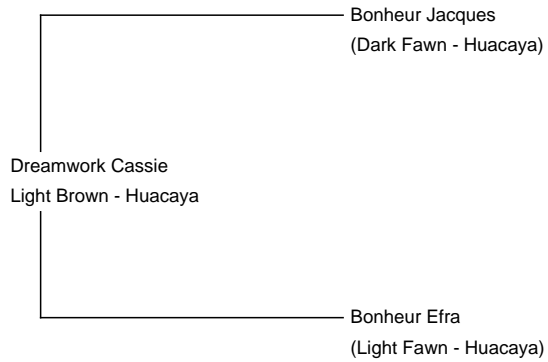 Bonheur Jacques
(Dark Fawn - Huacaya)
Dreamwork Cassie
Light Brown - Huacaya
Bonheur Efra
(Light Fawn - Huacaya)